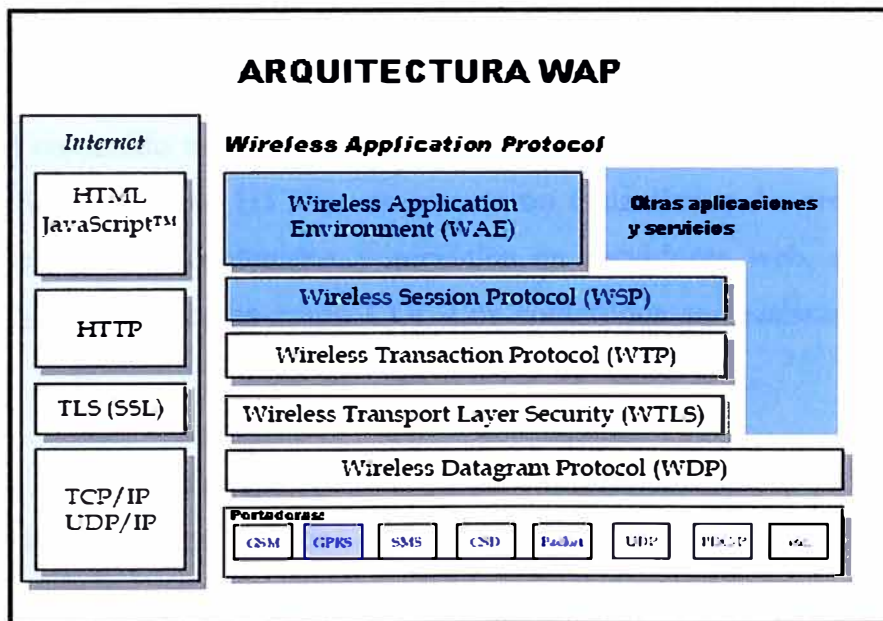 ARQUITECTURA WAP
Internet
HTML
JavaScript™
HTTP
TLS (SSL)
TCP/IP
UDP/IP
Wireless Application Protocol
Wireless Application
Environment (WAE)
Otras aplicaciones
y servicios
Wireless Session Protocol (WSP)
Wireless Transaction Protocol (WTP)
Wireless Transport Layer Security (WTLS)
Wireless Datagram Protocol (WDP)
Portadoras:
GSM
GPRS
SMS
CSD
Packet
UDP